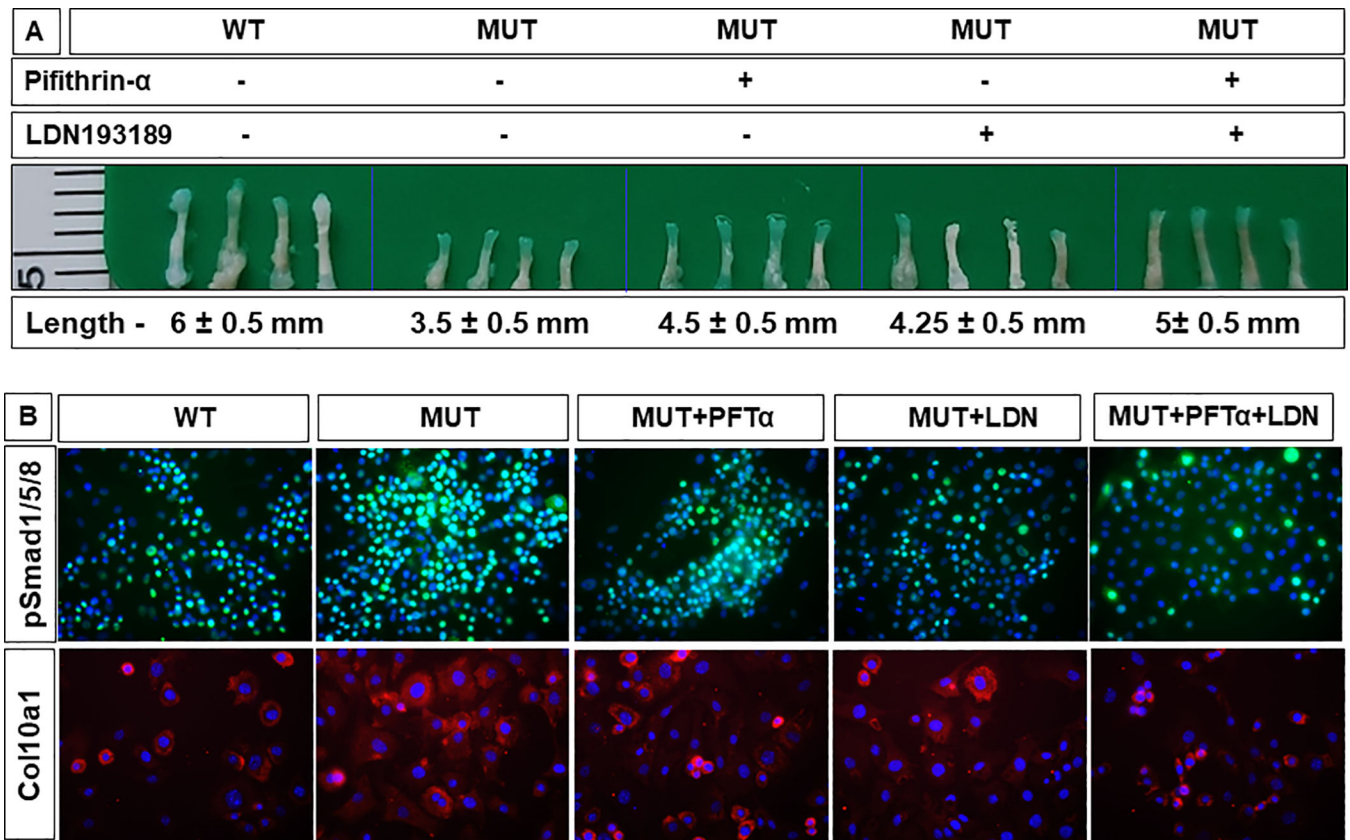 A WT MUT MUT MUT MUT
Pifithrin-α - - + - +
LDN193189 - - - + +
5
Length - 6 ± 0.5 mm 3.5 ± 0.5 mm 4.5 ± 0.5 mm 4.25 ± 0.5 mm 5± 0.5 mm
B WT MUT MUT+PFTα MUT+LDN MUT+PFTα+LDN
pSmad1/5/8
Col10a1